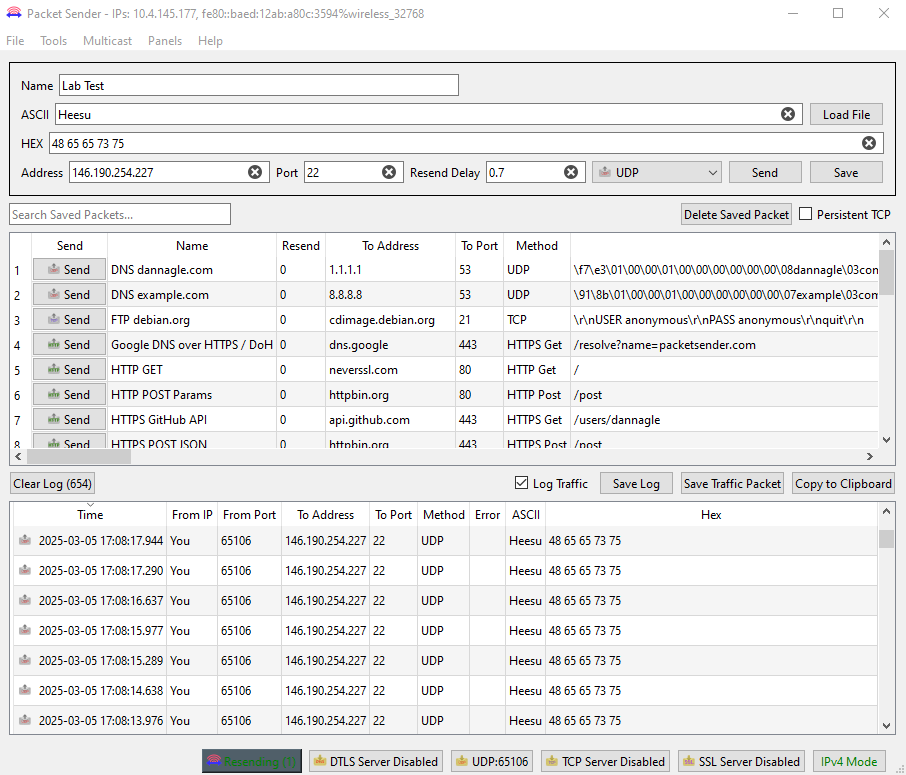 Packet Sender - IPs: 10.4.145.177, fe80::baed:12ab:a80c:3594%wireless_32768
File Tools Multicast Panels Help
Name Lab Test
ASCII Heesu Load File
HEX 48 65 65 73 75
Address 146.190.254.227 Port 22 Resend Delay 0.7 UDP Send Save
Search Saved Packets... Delete Saved Packet Persistent TCP
Send Name Resend To Address To Port Method
1 Send DNS dannagle.com 0 1.1.1.1 53 UDP \f7\e3\01\00\00\01\00\00\00\00\00\00\08dannagle\03com
2 Send DNS example.com 0 8.8.8.8 53 UDP \91\8b\01\00\00\01\00\00\00\00\00\00\07example\03com
3 Send FTP debian.org 0 cdimage.debian.org 21 TCP \r\nUSER anonymous\r\nPASS anonymous\r\nquit\r\n
4 Send Google DNS over HTTPS / DoH 0 dns.google 443 HTTPS Get /resolve?name=packetsender.com
5 Send HTTP GET 0 neverssl.com 80 HTTP Get /
6 Send HTTP POST Params 0 httpbin.org 80 HTTP Post /post
7 Send HTTPS GitHub API 0 api.github.com 443 HTTPS Get /users/dannagle
8 Send HTTPS POST JSON 0 httpbin.org 443 HTTPS Post /post
Clear Log (654) Log Traffic Save Log Save Traffic Packet Copy to Clipboard
Time From IP From Port To Address To Port Method Error ASCII Hex
2025-03-05 17:08:17.944 You 65106 146.190.254.227 22 UDP Heesu 48 65 65 73 75
2025-03-05 17:08:17.290 You 65106 146.190.254.227 22 UDP Heesu 48 65 65 73 75
2025-03-05 17:08:16.637 You 65106 146.190.254.227 22 UDP Heesu 48 65 65 73 75
2025-03-05 17:08:15.977 You 65106 146.190.254.227 22 UDP Heesu 48 65 65 73 75
2025-03-05 17:08:15.289 You 65106 146.190.254.227 22 UDP Heesu 48 65 65 73 75
2025-03-05 17:08:14.638 You 65106 146.190.254.227 22 UDP Heesu 48 65 65 73 75
2025-03-05 17:08:13.976 You 65106 146.190.254.227 22 UDP Heesu 48 65 65 73 75
Resending (1) DTLS Server Disabled UDP:65106 TCP Server Disabled SSL Server Disabled IPv4 Mode